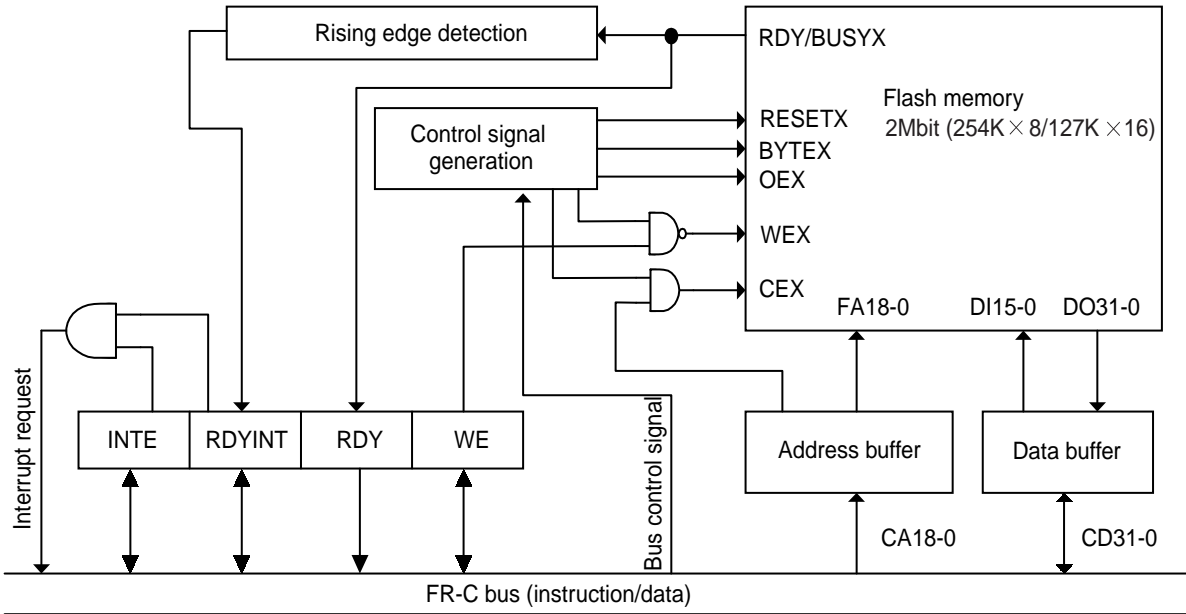 Rising edge detection
RDY/BUSYX
Flash memory
2Mbit (254K × 8/127K × 16)
Control signal
generation
RESETX
BYTEX
OEX
WEX
CEX
FA18-0
DI15-0
DO31-0
Interrupt request
INTE
RDYINT
RDY
WE
Bus control signal
Address buffer
Data buffer
CA18-0
CD31-0
FR-C bus (instruction/data)